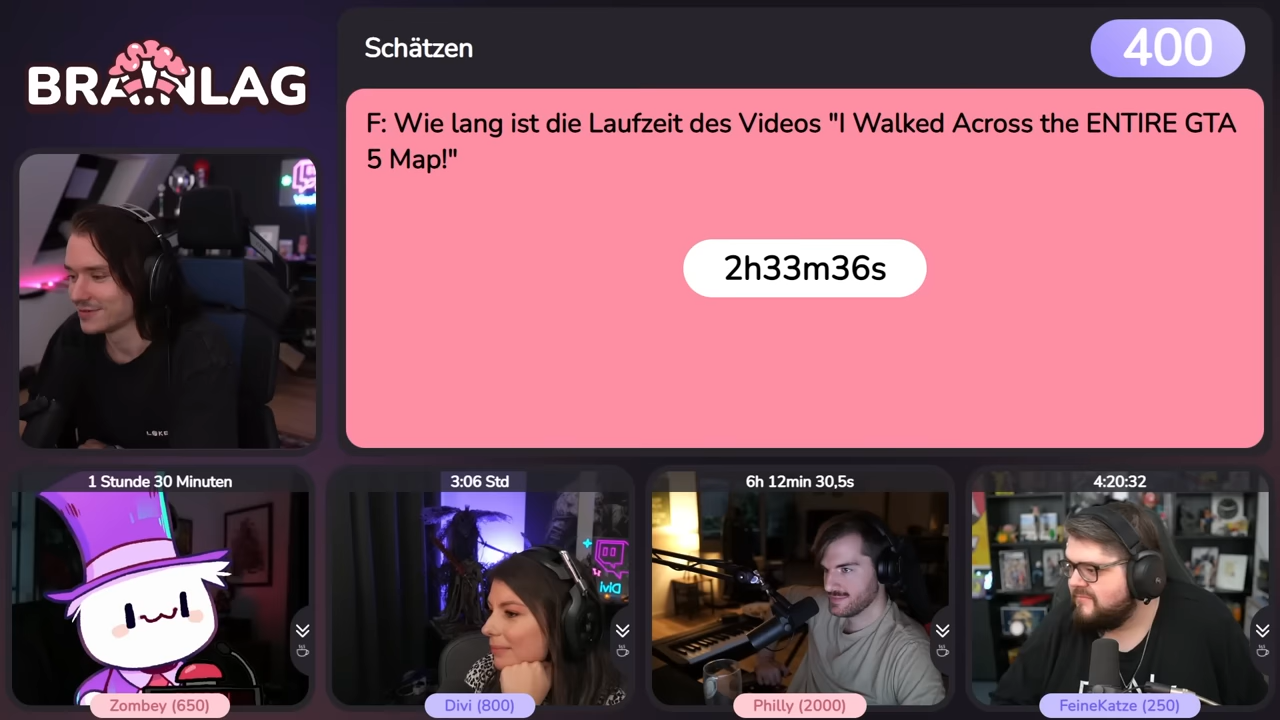 BRAINLAG
Schätzen
400
F: Wie lang ist die Laufzeit des Videos "I Walked Across the ENTIRE GTA
5 Map!"
2h33m36s
1 Stunde 30 Minuten
3:06 Std
6h 12min 30,5s
4:20:32
Zombey (650)
Divi (800)
Philly (2000)
FeineKatze (250)